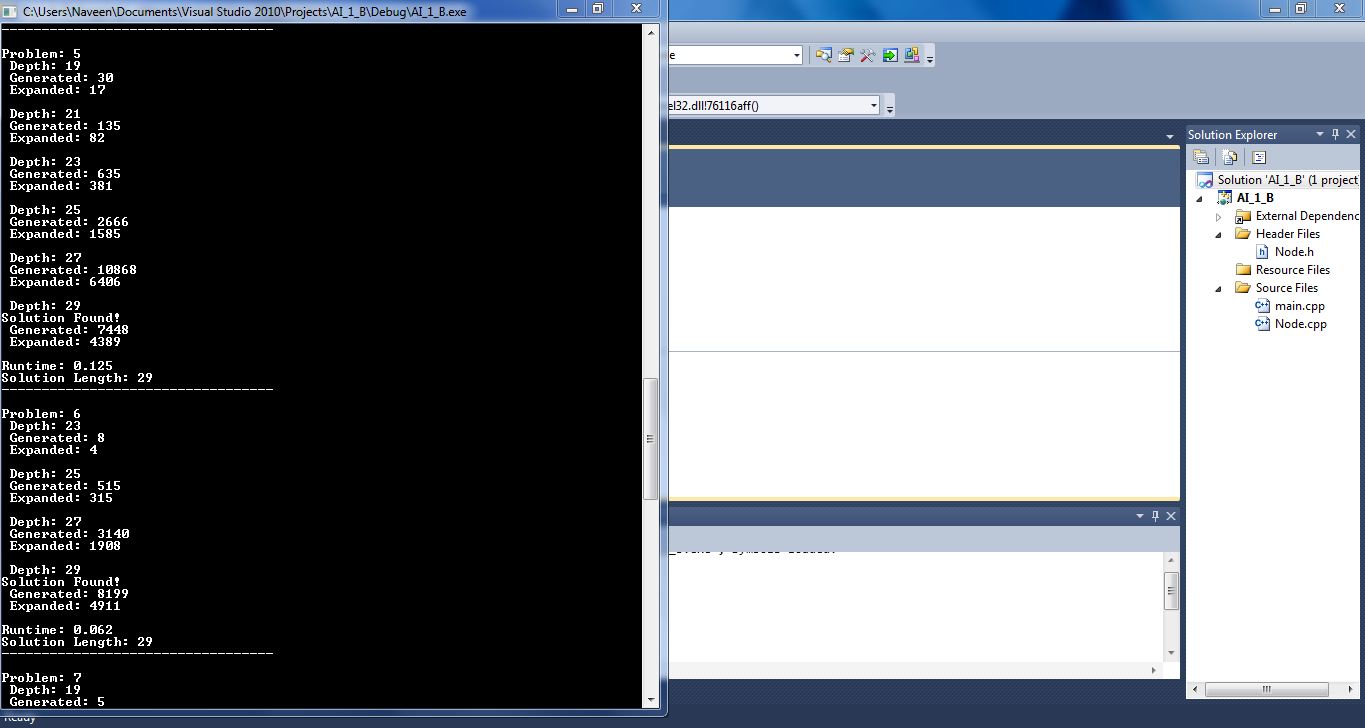 C:\Users\Naveen\Documents\Visual Studio 2010\Projects\AI_1_B\Debug\AI_1_B.exe
----------------------------------
Problem: 5
Depth: 19
Generated: 30
Expanded: 17
Depth: 21
Generated: 135
Expanded: 82
Depth: 23
Generated: 635
Expanded: 381
Depth: 25
Generated: 2666
Expanded: 1585
Depth: 27
Generated: 10868
Expanded: 6406
Depth: 29
Solution Found!
Generated: 7448
Expanded: 4389
Runtime: 0.125
Solution Length: 29
----------------------------------
Problem: 6
Depth: 23
Generated: 8
Expanded: 4
Depth: 25
Generated: 515
Expanded: 315
Depth: 27
Generated: 3140
Expanded: 1908
Depth: 29
Solution Found!
Generated: 8199
Expanded: 4911
Runtime: 0.062
Solution Length: 29
----------------------------------
Problem: 7
Depth: 19
Generated: 5
Ready
el32.dll!76116aff()
Solution Explorer
Solution 'AI_1_B' (1 project
AI_1_B
External Dependenc
Header Files
Node.h
Resource Files
Source Files
main.cpp
Node.cpp